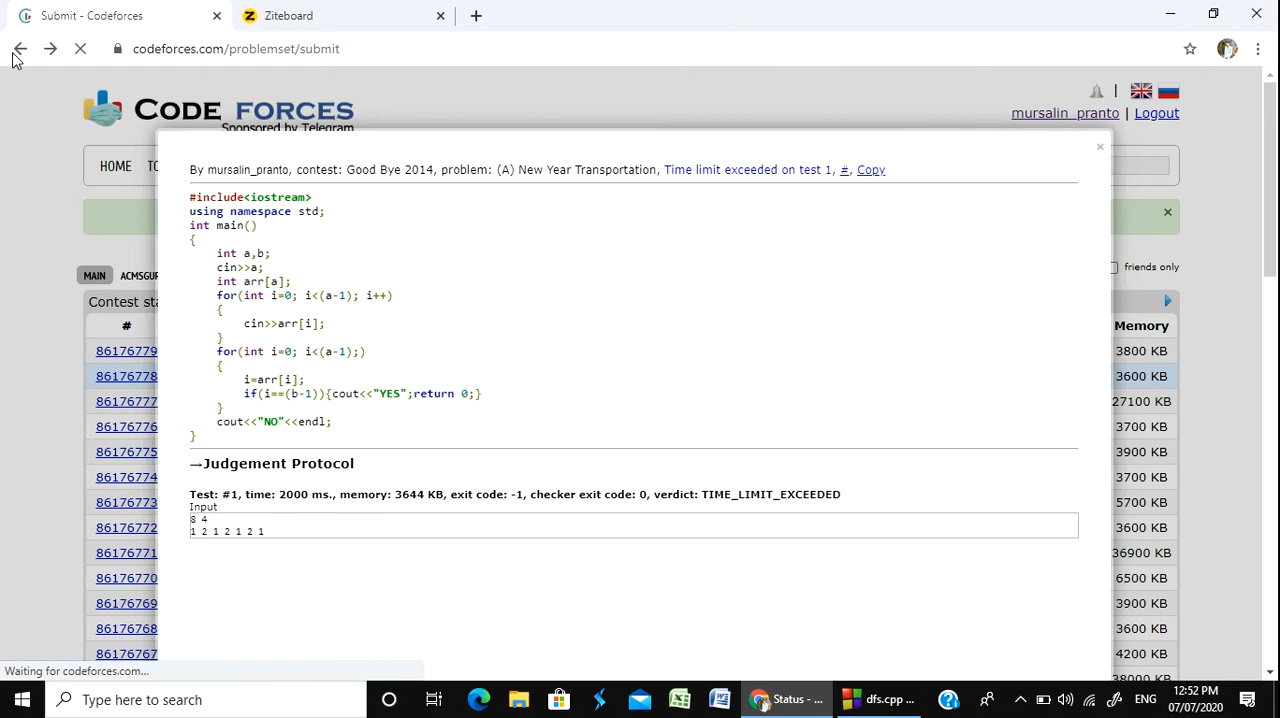 Submit - Codeforces
Ziteboard
codeforces.com/problemset/submit
CODE FORCES
Sponsored by Telegram
mursalin_pranto | Logout
HOME
By mursalin_pranto, contest: Good Bye 2014, problem: (A) New Year Transportation, Time limit exceeded on test 1, #, Copy
#include<iostream>
using namespace std;
int main()
{
int a,b;
cin>>a;
int arr[a];
for(int i=0; i<(a-1); i++)
{
cin>>arr[i];
}
for(int i=0; i<(a-1);)
{
i=arr[i];
if(i==(b-1)){cout<<"YES";return 0;}
}
cout<<"NO"<<endl;
}
→Judgement Protocol
Test: #1, time: 2000 ms., memory: 3644 KB, exit code: -1, checker exit code: 0, verdict: TIME_LIMIT_EXCEEDED
Input
8 4
1 2 1 2 1 2 1
MAIN ACMSGUR
friends only
Contest sta
# Memory
86176779 3800 KB
86176778 3600 KB
86176777 27100 KB
86176776 3700 KB
86176775 3900 KB
86176774 3700 KB
86176773 5700 KB
86176772 3600 KB
86176771 36900 KB
86176770 6500 KB
86176769 3900 KB
86176768 3600 KB
86176767 4200 KB
38000 KB
Waiting for codeforces.com...
Type here to search
Status - ...
dfs.cpp ...
ENG
12:52 PM
07/07/2020